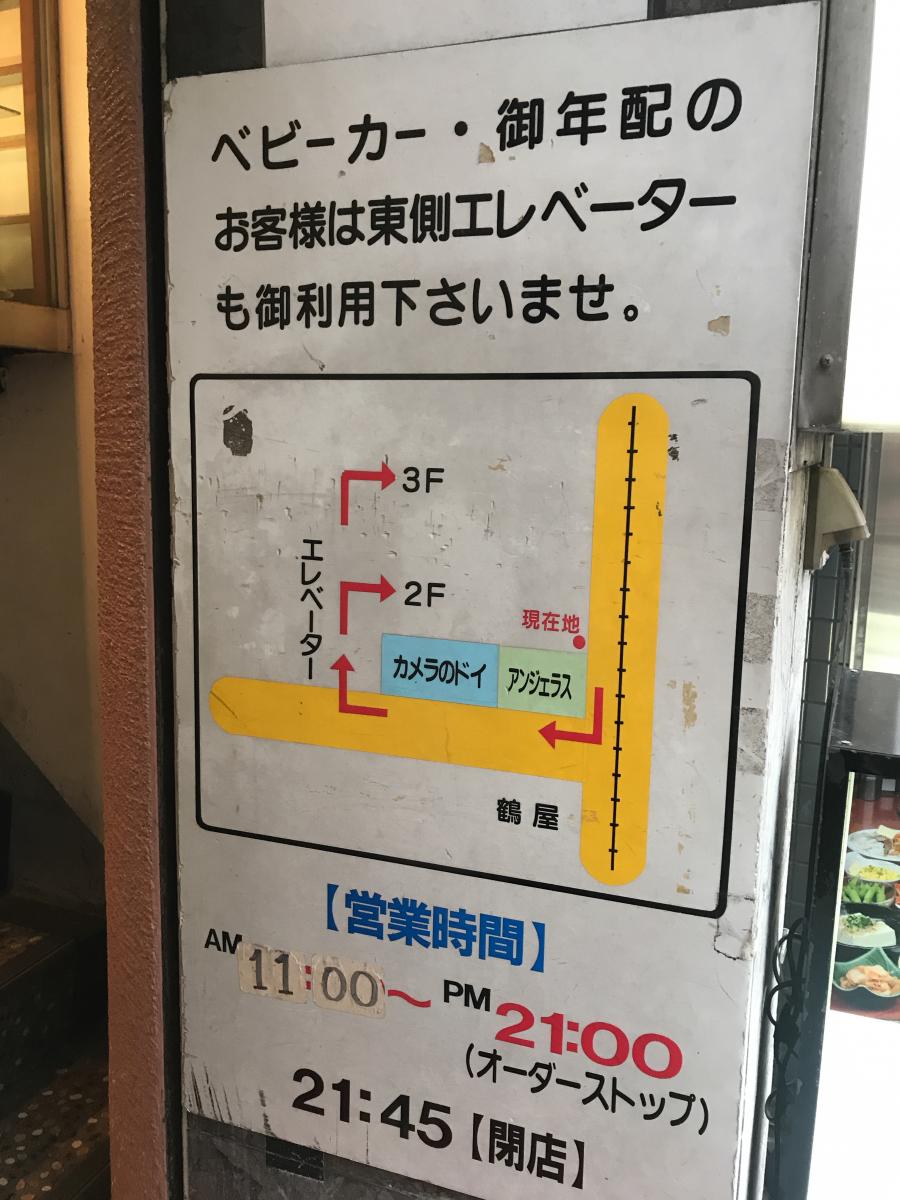 ベビーカー・御年配の
お客様は東側エレベーター
も御利用下さいませ。
3F
エレベーター
2F
現在地
カメラのドイ
アンジェラス
鶴屋
【営業時間】
AM 11:00～PM 21:00
(オーダーストップ)
21:45【閉店】